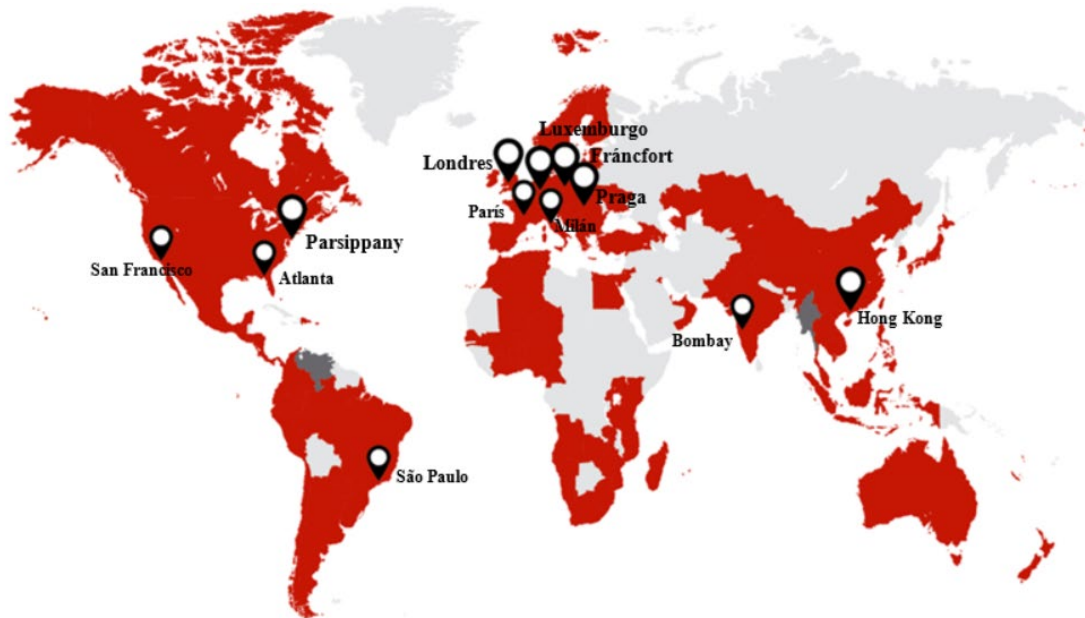 Luxemburgo
Londres
Fráncfort
París
Praga
Milán
Parsippany
San Francisco
Atlanta
Hong Kong
Bombay
São Paulo